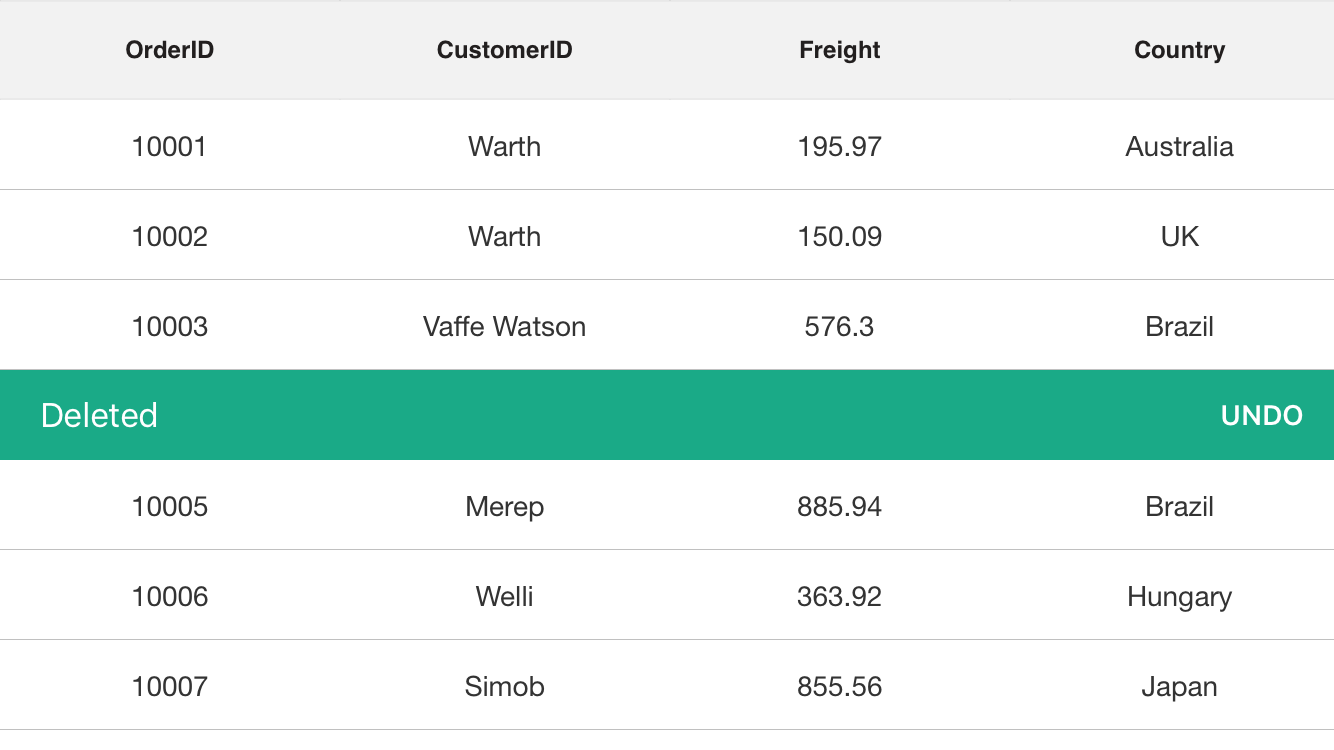 OrderID CustomerID Freight Country
10001 Warth 195.97 Australia
10002 Warth 150.09 UK
10003 Vaffe Watson 576.3 Brazil
Deleted UNDO
10005 Merep 885.94 Brazil
10006 Welli 363.92 Hungary
10007 Simob 855.56 Japan